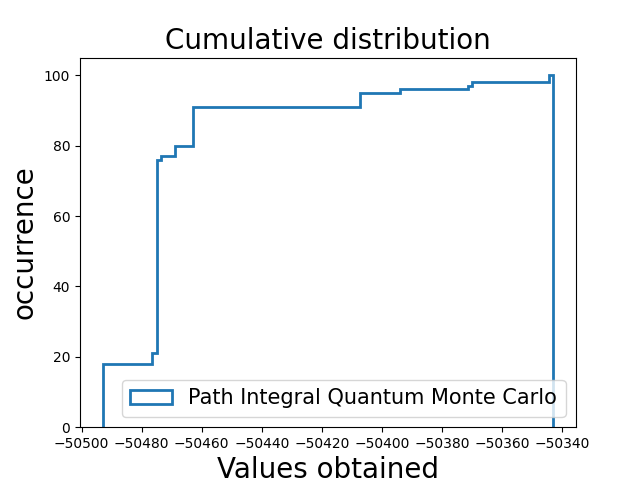 Cumulative distribution
occurrence
100
80
60
40
20
0
Path Integral Quantum Monte Carlo
−50500 −50480 −50460 −50440 −50420 −50400 −50380 −50360 −50340
Values obtained